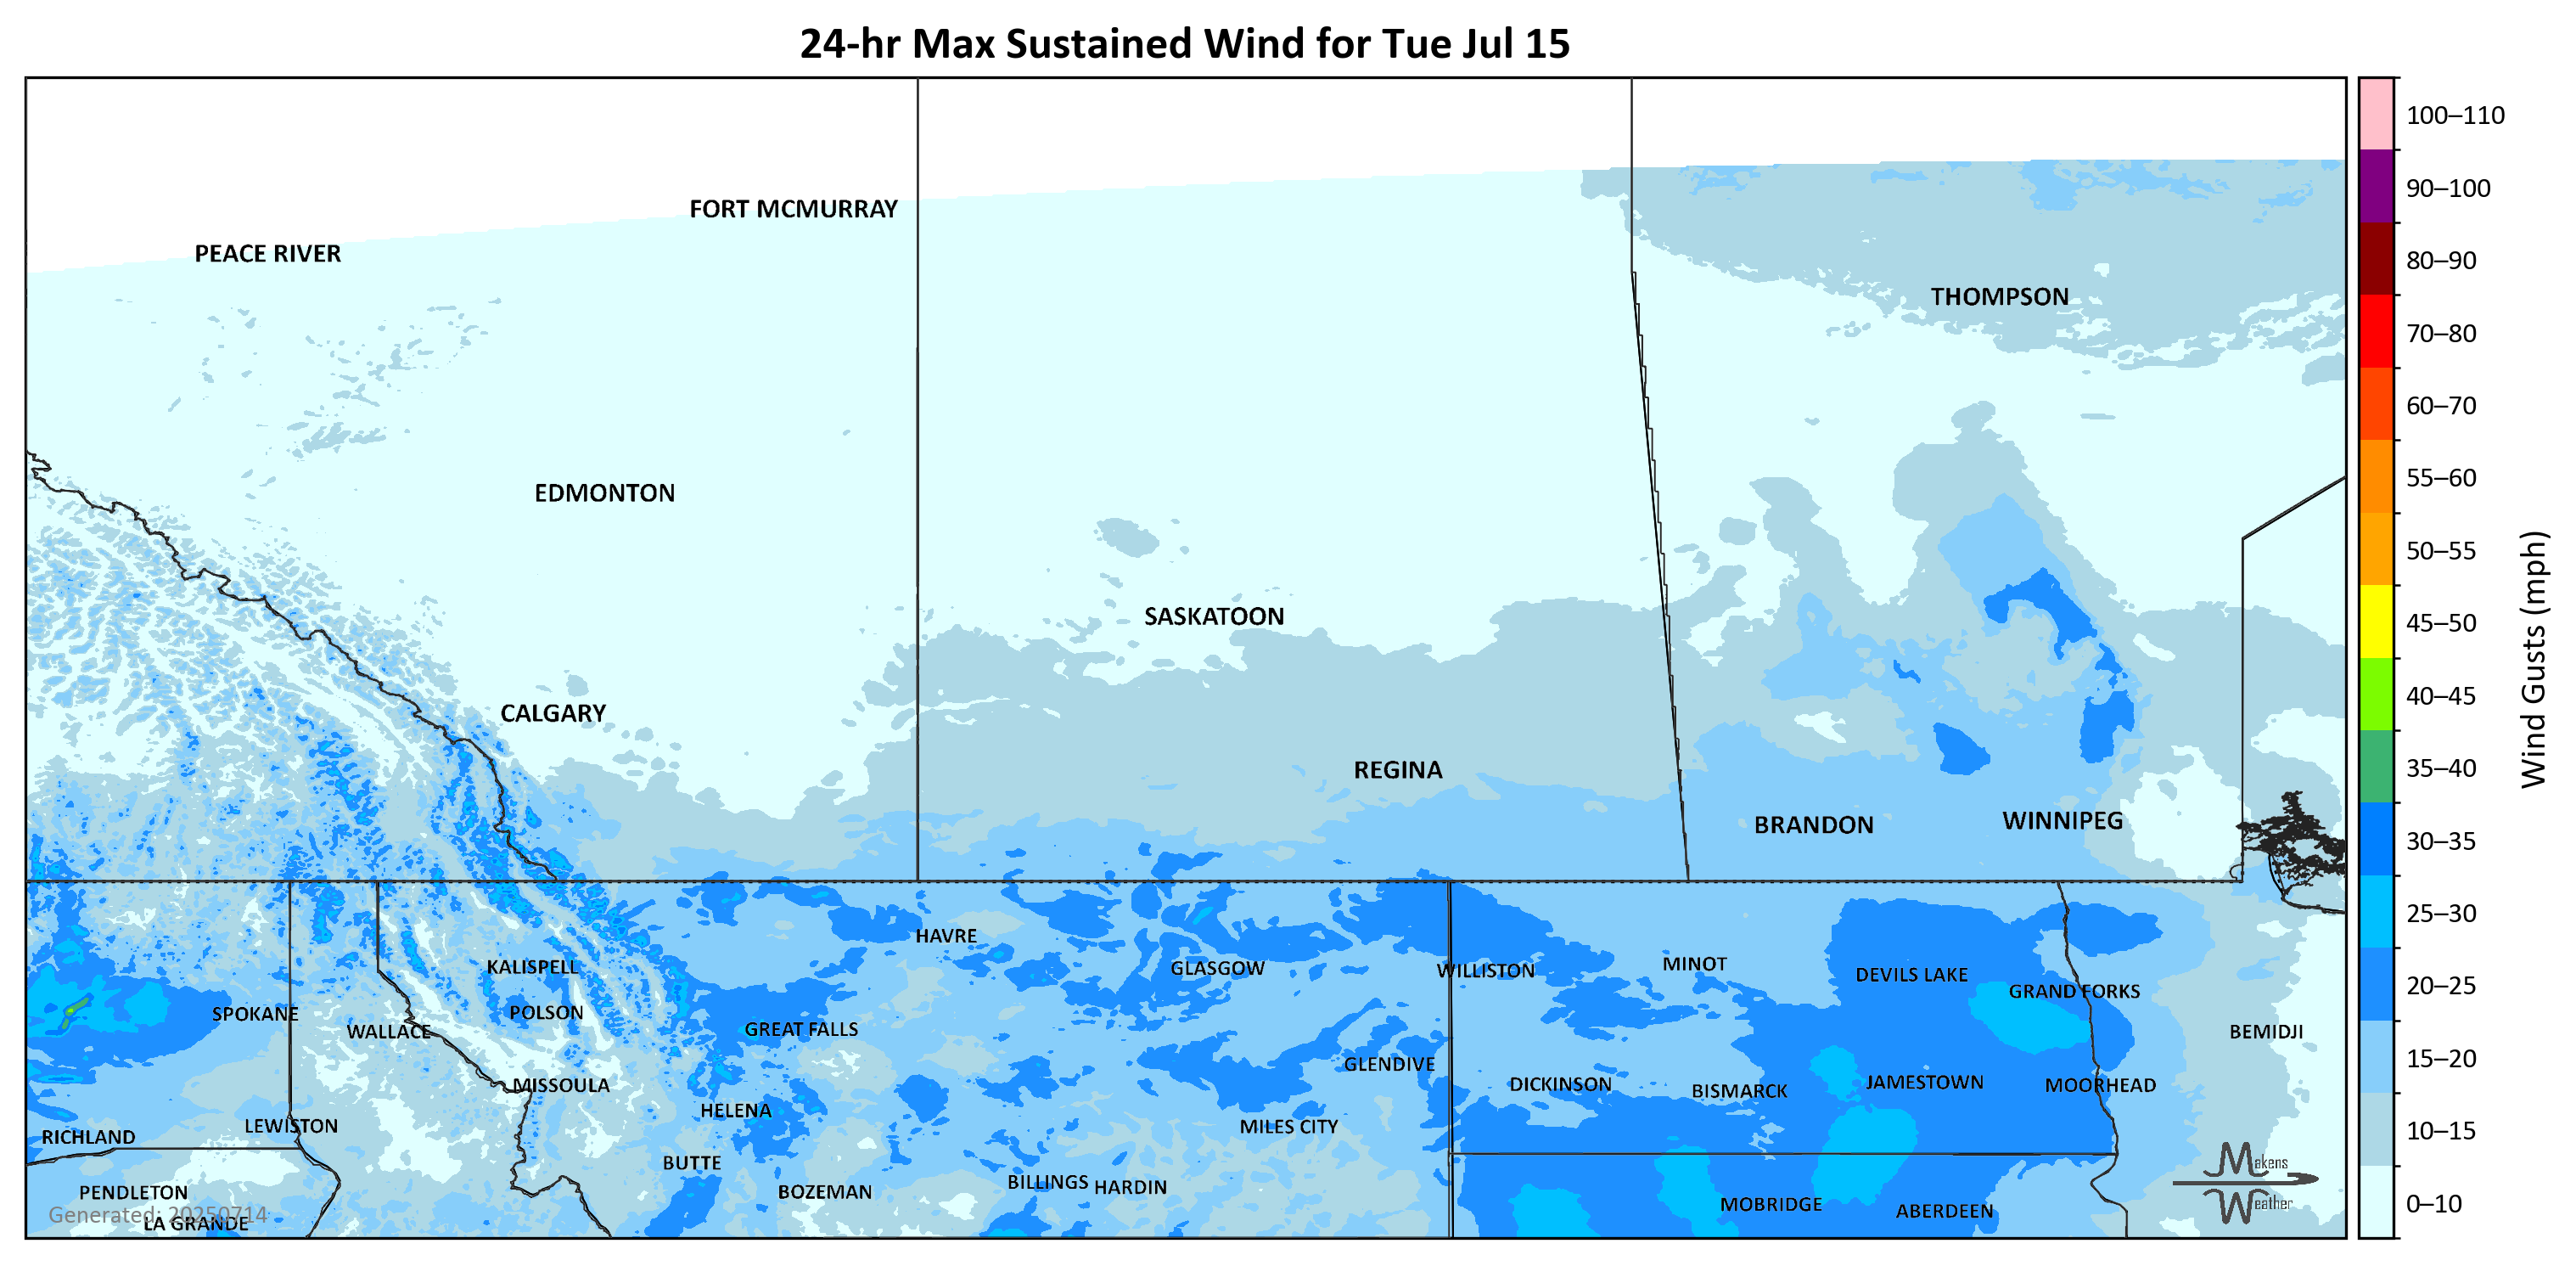 24-hr Max Sustained Wind for Tue Jul 15
100–110
90–100
80–90
70–80
60–70
55–60
50–55
45–50
40–45
35–40
30–35
25–30
20–25
15–20
10–15
0–10
Wind Gusts (mph)
FORT MCMURRAY
PEACE RIVER
THOMPSON
EDMONTON
SASKATOON
CALGARY
REGINA
BRANDON
WINNIPEG
HAVRE
KALISPELL
GLASGOW
WILLISTON
MINOT
DEVILS LAKE
GRAND FORKS
SPOKANE
POLSON
WALLACE
GREAT FALLS
BEMIDJI
GLENDIVE
MISSOULA
DICKINSON
BISMARCK
JAMESTOWN
MOORHEAD
HELENA
LEWISTON
MILES CITY
RICHLAND
BUTTE
BILLINGS
HARDIN
PENDLETON
BOZEMAN
MOBRIDGE
ABERDEEN
Generated: 20250714
LA GRANDE
Makens
Weather